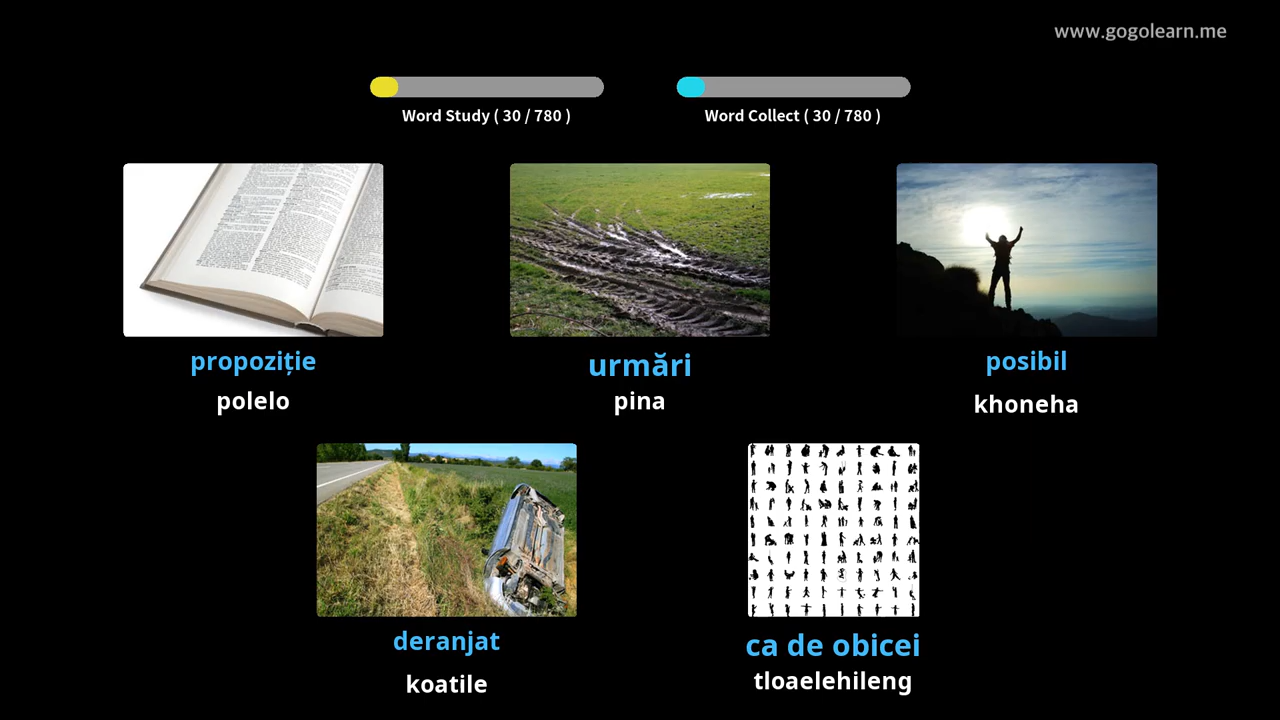 www.gogolearn.me
Word Study ( 30 / 780 )
Word Collect ( 30 / 780 )
propoziție
polelo
urmări
pina
posibil
khoneha
deranjat
koatile
ca de obicei
tloaelehileng